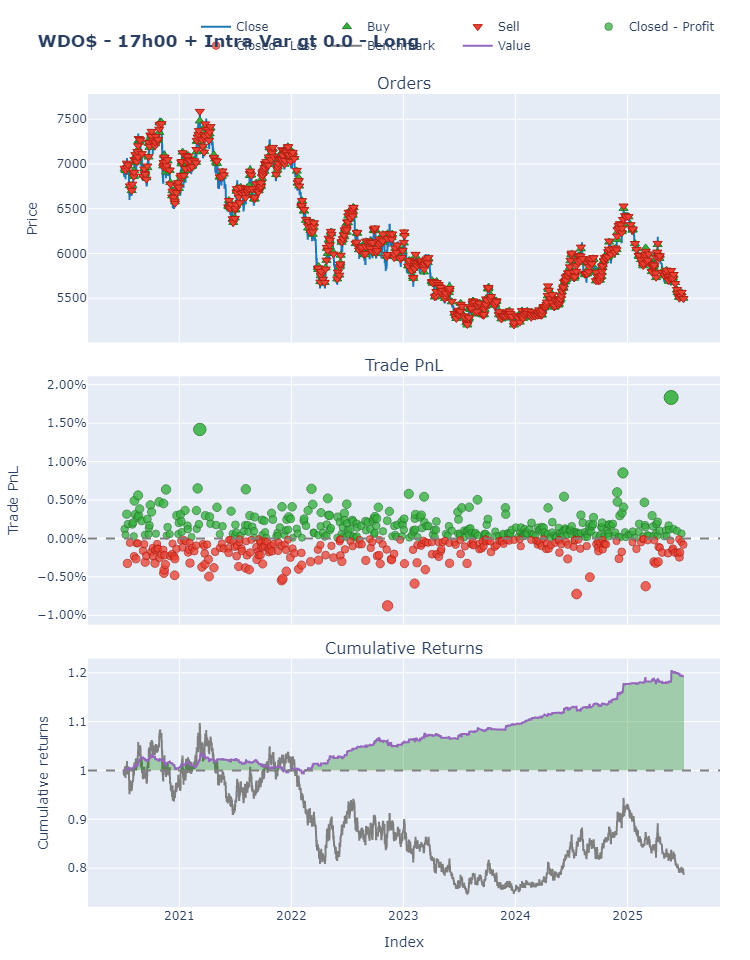 Close Buy Sell Closed - Profit
WDO$ - 17h00 + Intra Var gt 0.0 - Long
Closed - Loss Benchmark Value
Orders
7500
7000
6500
6000
5500
Price
Trade PnL
2.00%
1.50%
1.00%
0.50%
0.00%
−0.50%
−1.00%
Trade PnL
Cumulative Returns
1.2
1.1
1
0.9
0.8
Cumulative returns
2021 2022 2023 2024 2025
Index